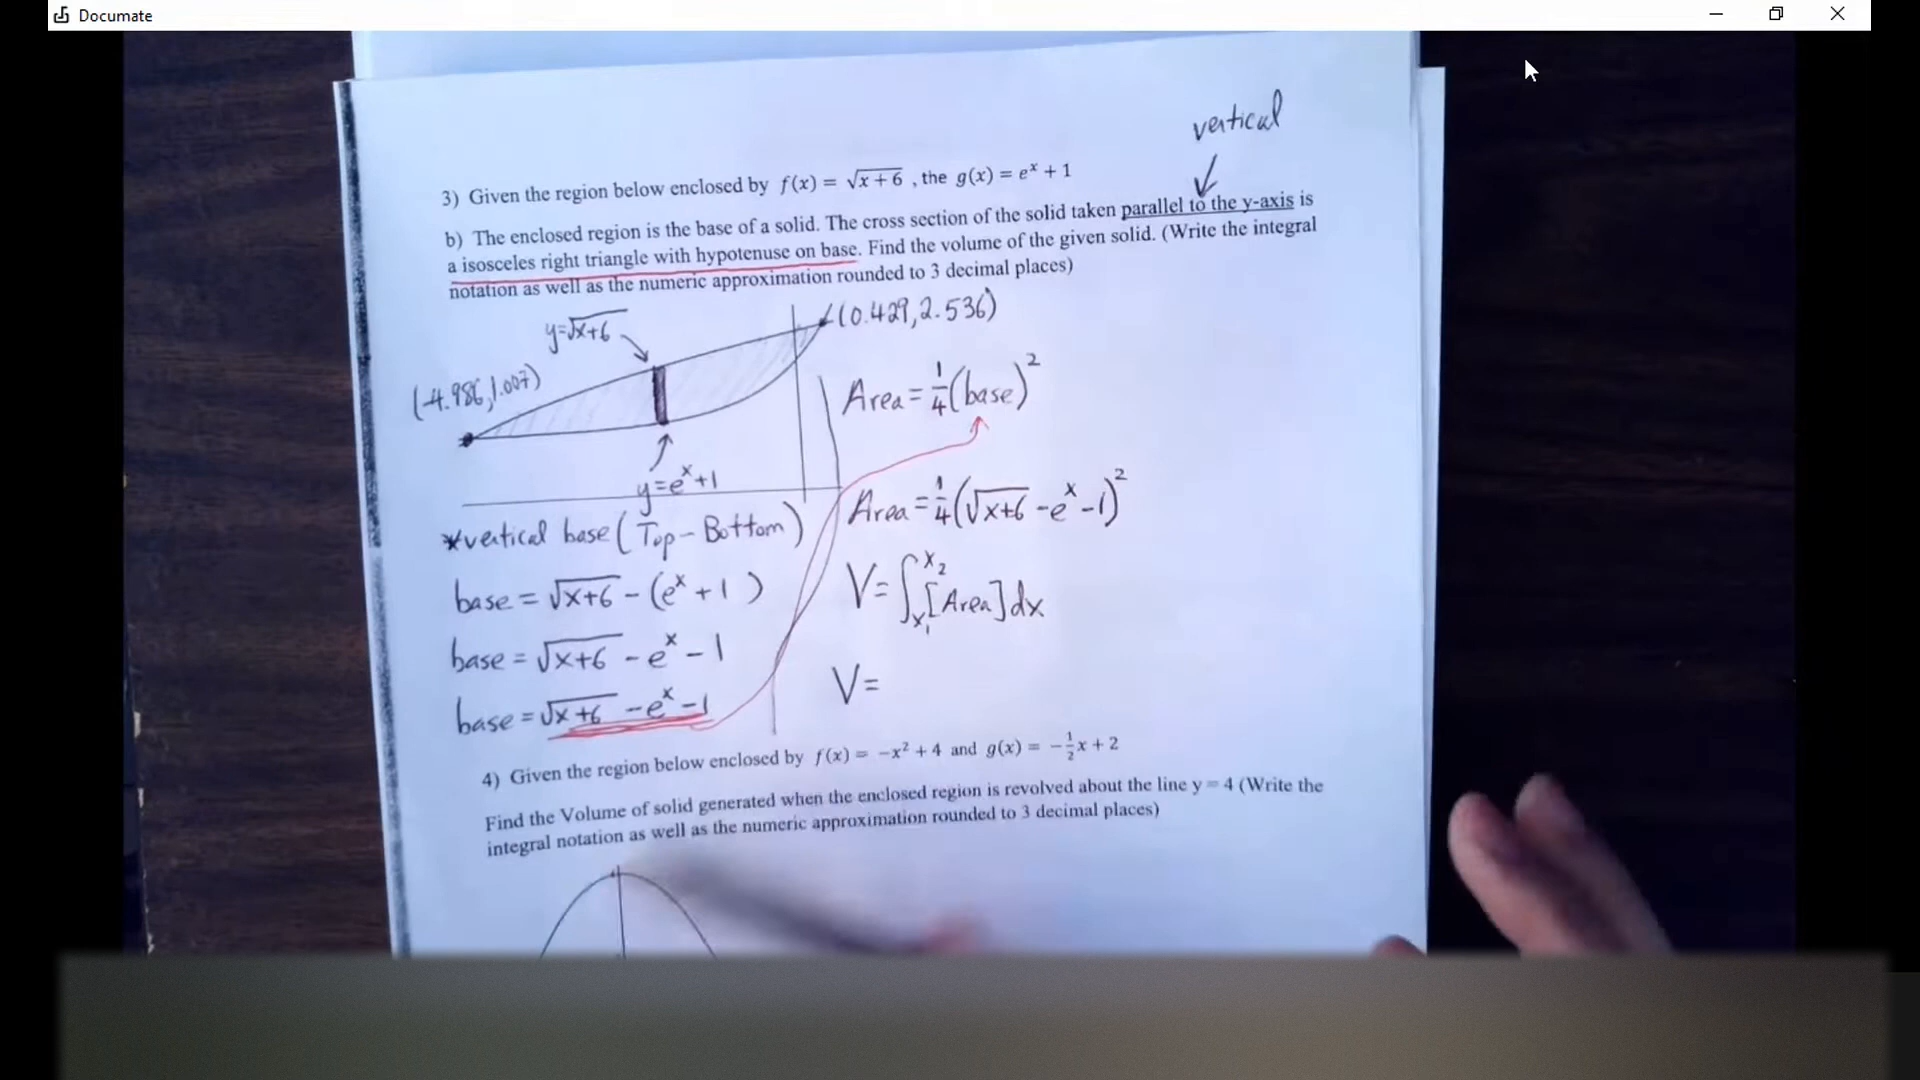 Documate
vertical
3) Given the region below enclosed by f(x) = √x + 6 , the g(x) = eˣ + 1
b) The enclosed region is the base of a solid. The cross section of the solid taken parallel to the y-axis is
a isosceles right triangle with hypotenuse on base. Find the volume of the given solid. (Write the integral
notation as well as the numeric approximation rounded to 3 decimal places)
y=√x+6
(0.429,2.536)
(-4.986,1.007)
Area = 1/4 (base)²
y=eˣ+1
Area = 1/4 (√x+6 -eˣ -1)²
*vertical base (Top - Bottom)
V= ∫x₁^x₂ [Area] dx
base = √x+6 - (eˣ + 1)
base = √x+6 - eˣ - 1
V=
base = √x+6 - eˣ -1
4) Given the region below enclosed by f(x) = −x² + 4 and g(x) = −1/2x + 2
Find the Volume of solid generated when the enclosed region is revolved about the line y = 4 (Write the
integral notation as well as the numeric approximation rounded to 3 decimal places)